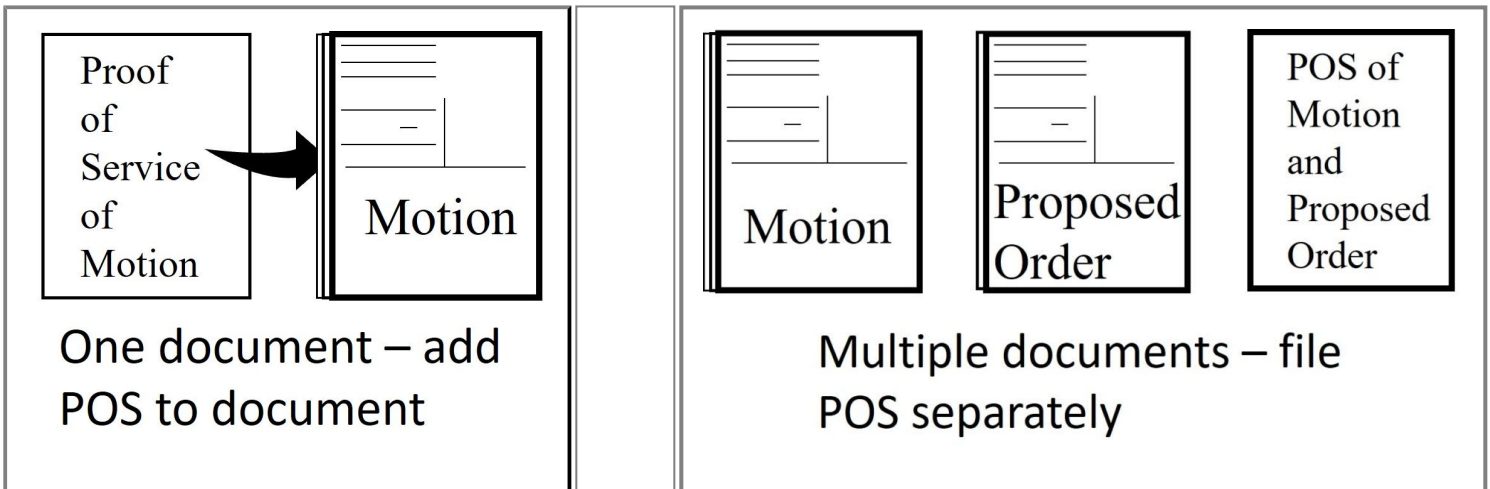 Proof
of
Service
of
Motion
Motion
One document – add
POS to document
Motion
Proposed
Order
POS of
Motion
and
Proposed
Order
Multiple documents – file
POS separately